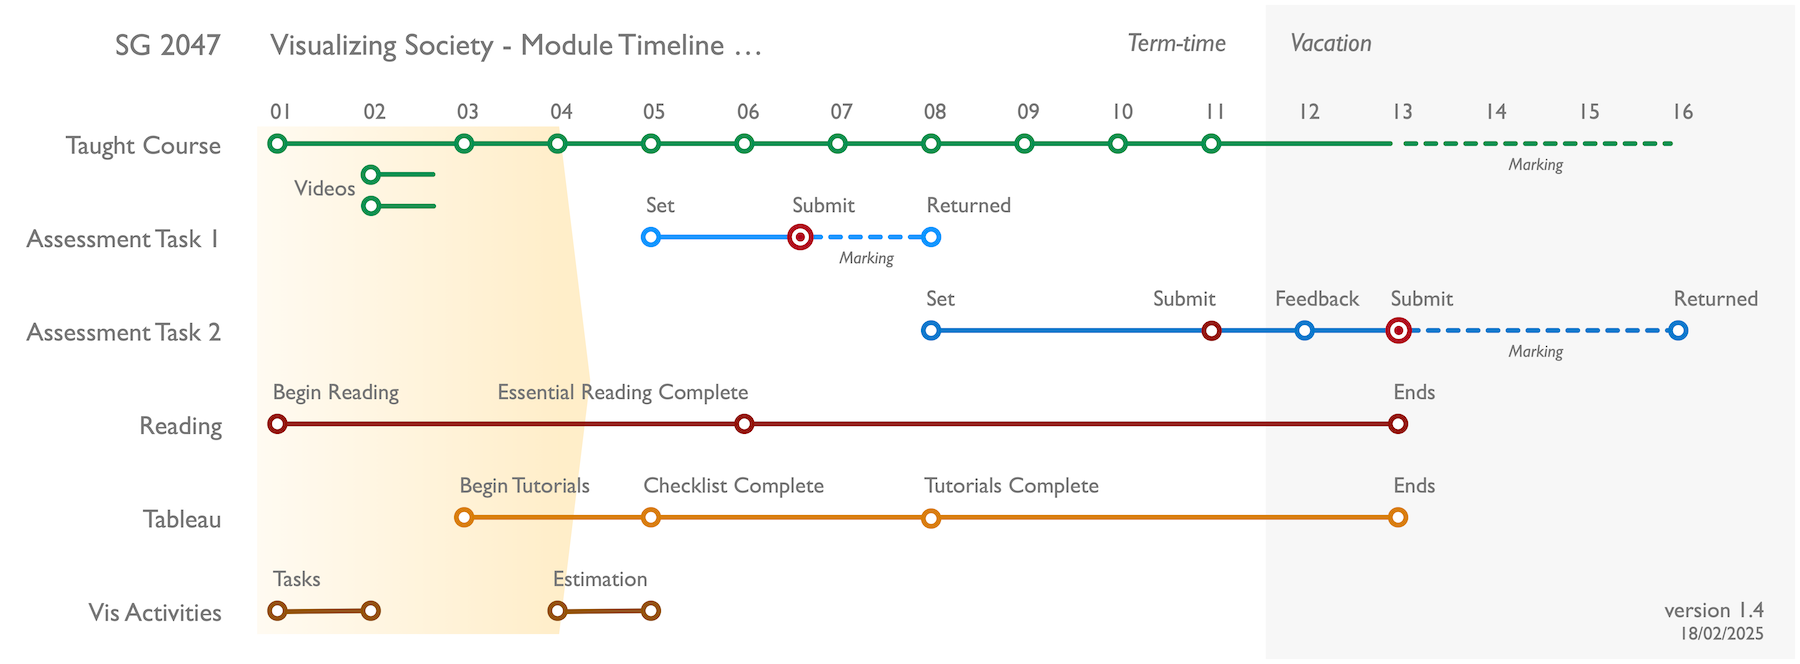 SG 2047 Visualizing Society - Module Timeline … Term-time Vacation
01 02 03 04 05 06 07 08 09 10 11 12 13 14 15 16
Taught Course
Marking
Videos
Set Submit Returned
Assessment Task 1
Marking
Set Submit Feedback Submit Returned
Assessment Task 2
Marking
Begin Reading Essential Reading Complete Ends
Reading
Begin Tutorials Checklist Complete Tutorials Complete Ends
Tableau
Tasks Estimation
Vis Activities
version 1.4
18/02/2025